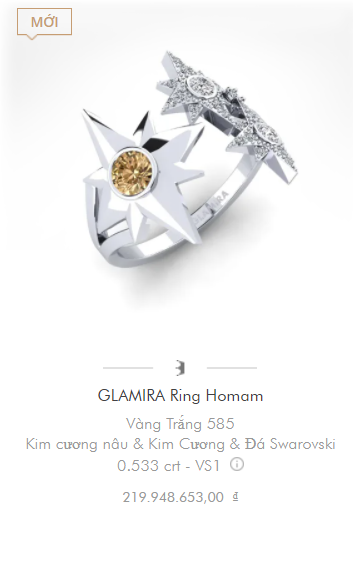 MỚI
GLAMIRA Ring Homam
Vàng Trắng 585
Kim cương nâu & Kim Cương & Đá Swarovski
0.533 crt - VS1
219.948.653,00 ₫